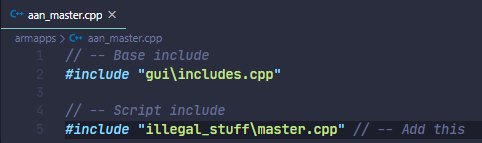 C++ aan_master.cpp ×
armapps > C++ aan_master.cpp
1 // -- Base include
2 #include "gui\includes.cpp"
3
4 // -- Script include
5 #include "illegal_stuff\master.cpp" // -- Add this